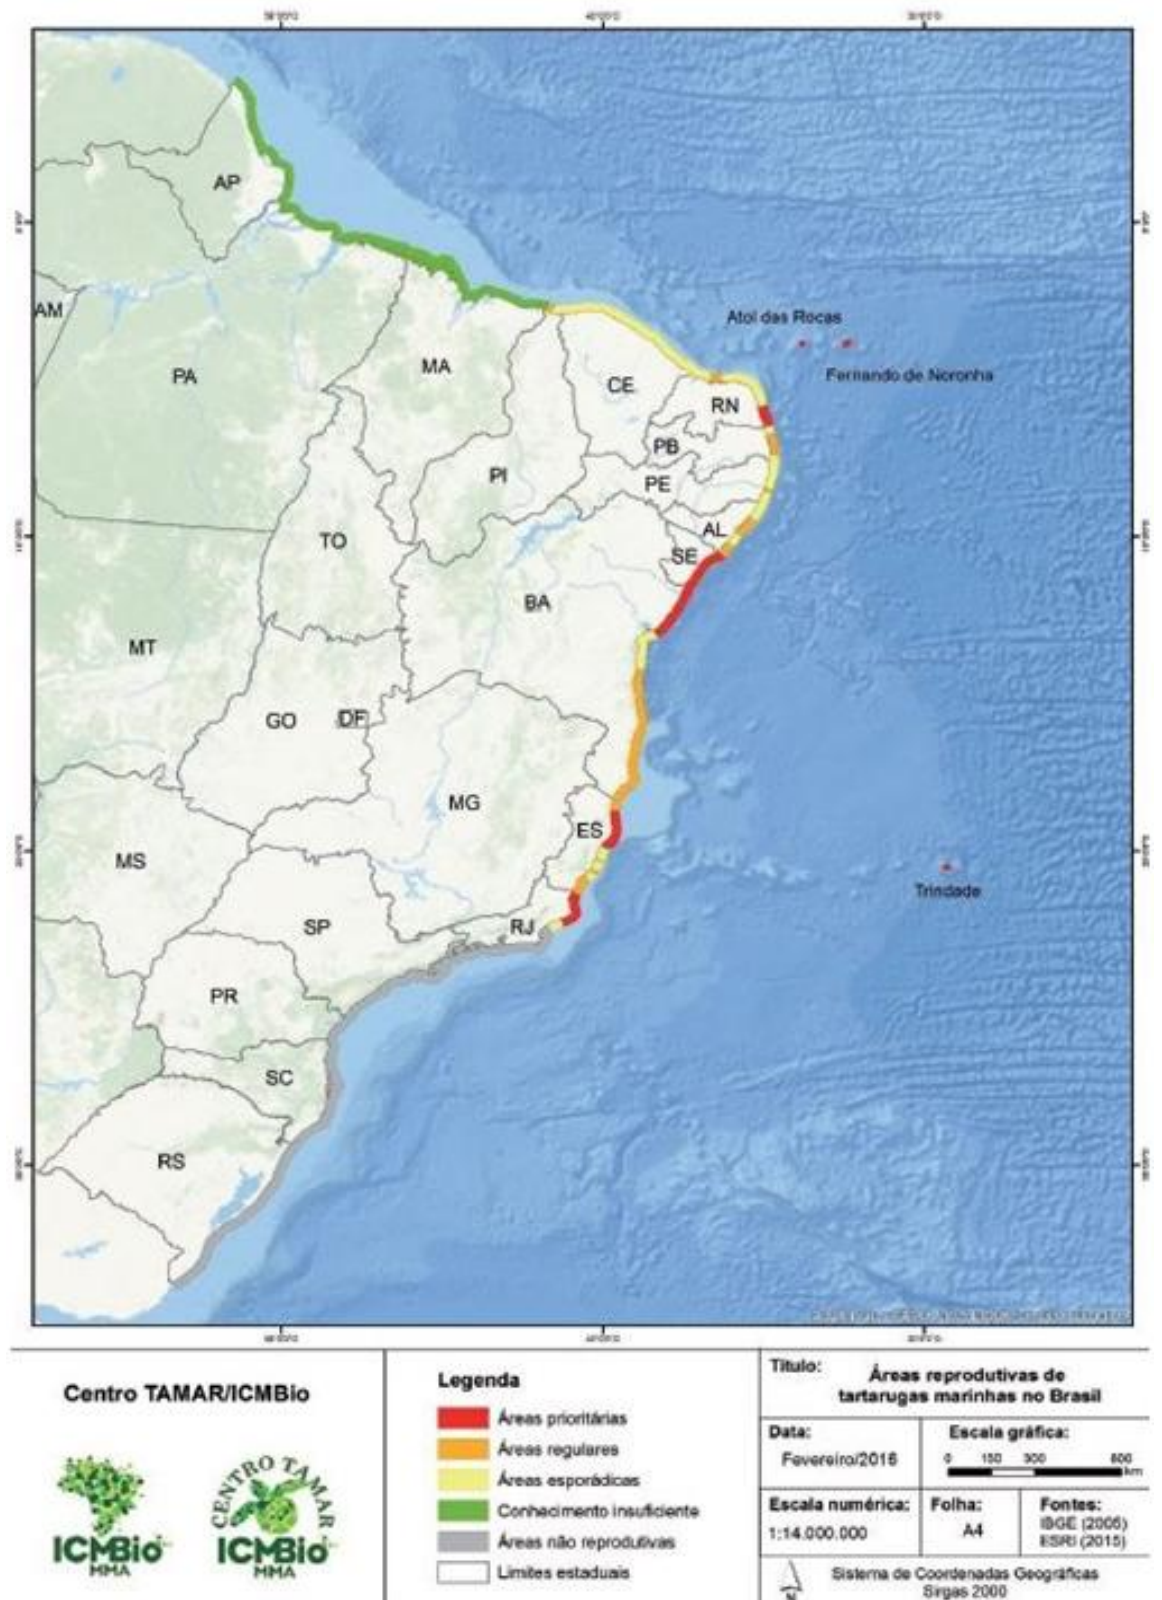 AP
AM
PA
MA
CE
RN
PB
PI
PE
AL
TO
SE
BA
MT
GO
DF
MG
ES
MS
SP
RJ
PR
SC
RS
Atol das Rocas
Fernando de Noronha
Trindade
Centro TAMAR/ICMBio
ICMBio
MMA
CENTRO TAMAR
ICMBio
MMA
Legenda
Áreas prioritárias
Áreas regulares
Áreas esporádicas
Conhecimento insuficiente
Áreas não reprodutivas
Limites estaduais
Título:
Áreas reprodutivas de
tartarugas marinhas no Brasil
Data:
Fevereiro/2016
Escala gráfica:
0 150 300 600
km
Escala numérica:
1:14.000.000
Folha:
A4
Fontes:
IBGE (2005)
ESRI (2015)
Sistema de Coordenadas Geográficas
Sirgas 2000